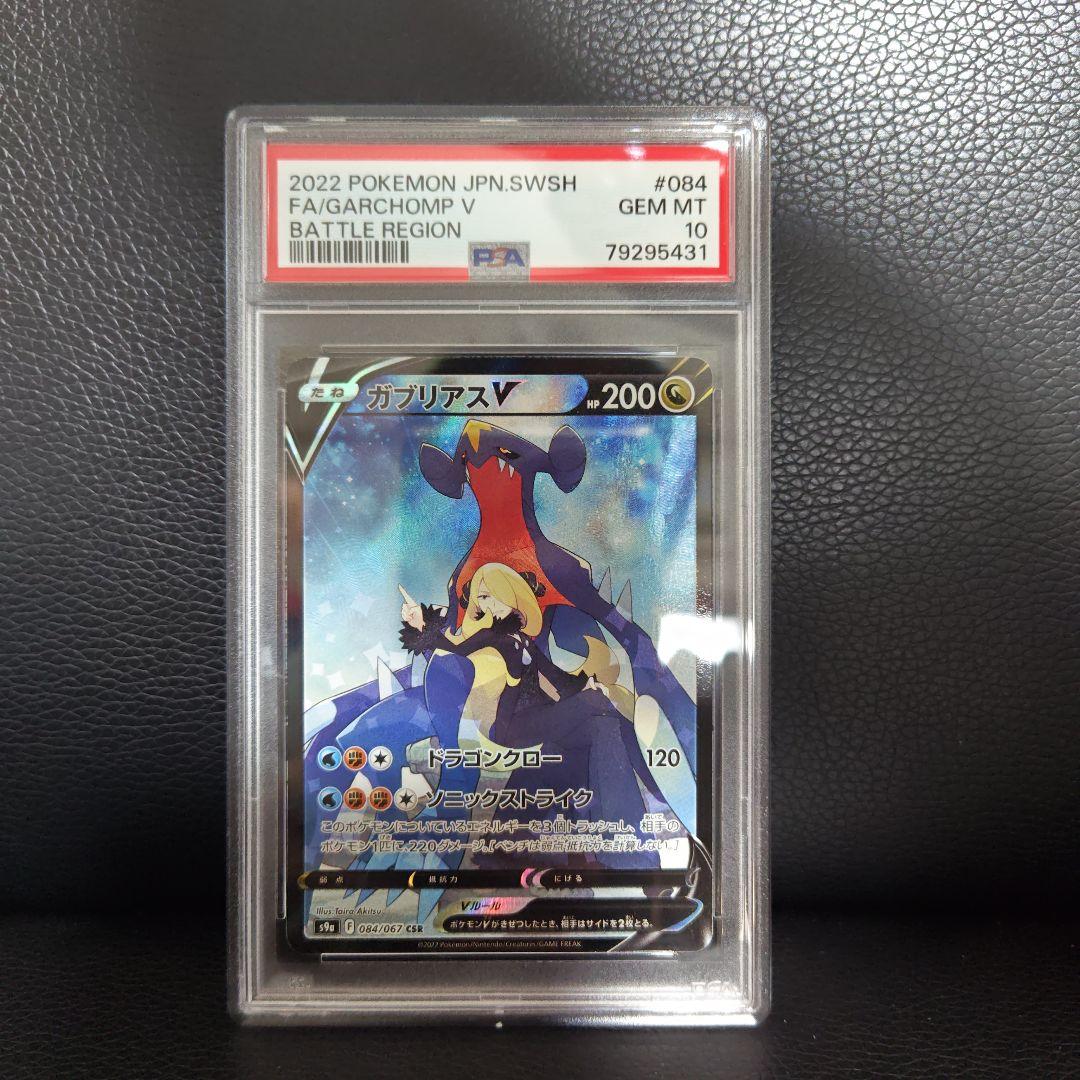 2022 POKEMON JPN.SWSH #084
FA/GARCHOMP V GEM MT
BATTLE REGION 10
PSA 79295431
たね ガブリアスV HP 200
ドラゴンクロー 120
ソニックストライク
このポケモンについているエネルギーを3個トラッシュし、相手の
ポケモン1匹に、220ダメージ。[ベンチは弱点・抵抗力を計算しない。]
弱点 抵抗力 にげる
Illus. Taira Akitsu Vルール
ポケモンVがきぜつしたとき、相手はサイドを2枚とる。
s9a F 084/067 CSR
©2022 Pokémon/Nintendo/Creatures/GAME FREAK